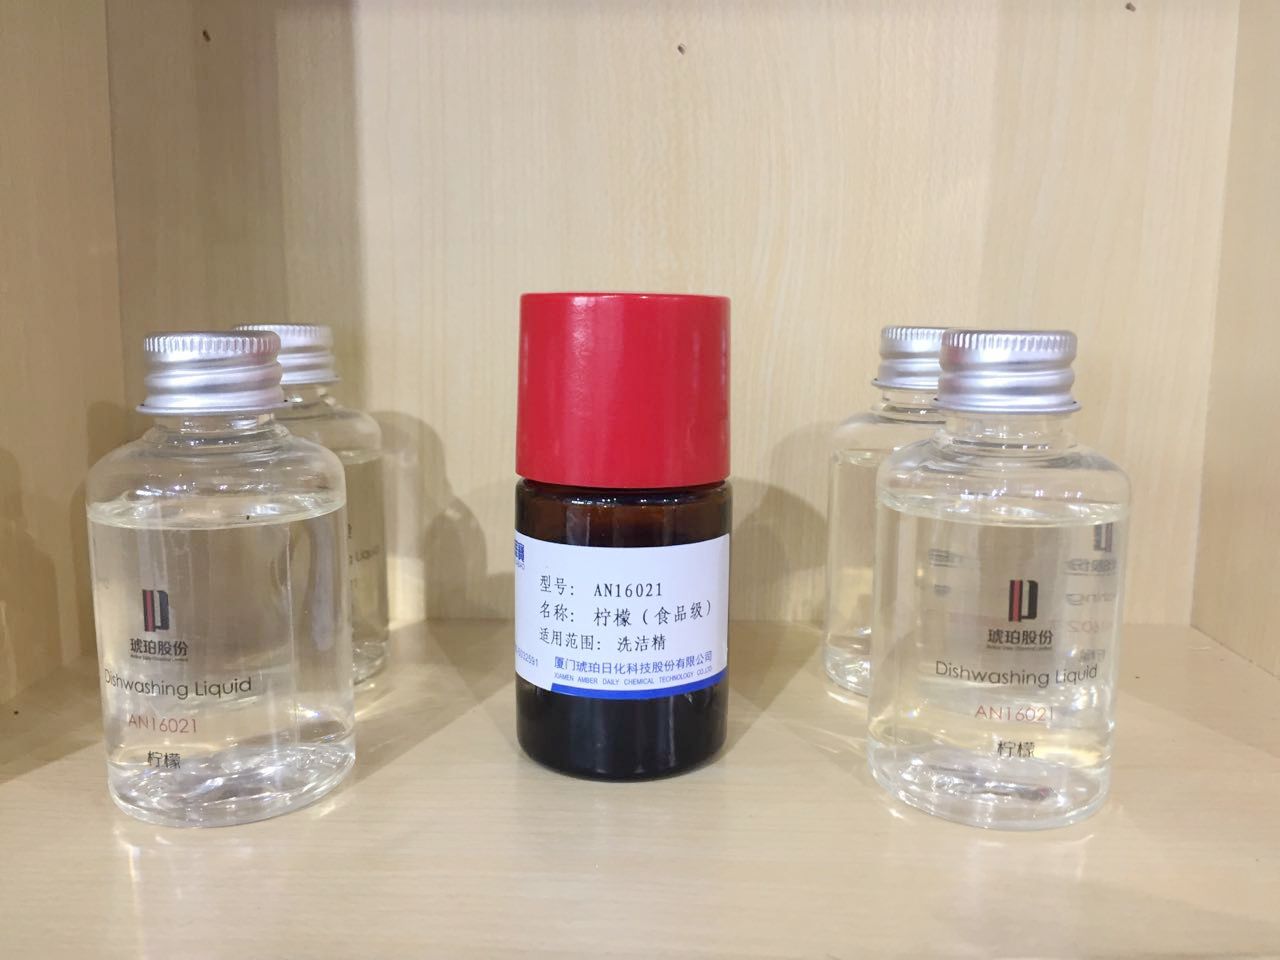 琥珀股份
Dishwashing Liquid
AN16021
柠檬
型号： AN16021
名称： 柠檬（食品级）
适用范围： 洗洁精
厦门琥珀日化科技股份有限公司
XIAMEN AMBER DAILY CHEMICAL TECHNOLOGY CO.,LTD
琥珀股份
Dishwashing Liquid
AN16021
柠檬